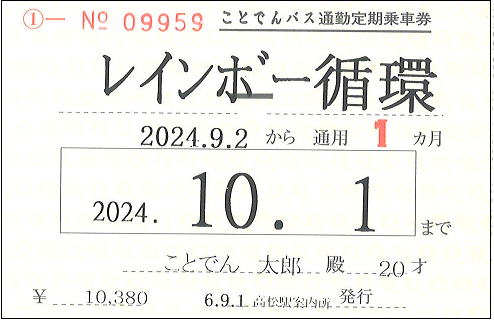 ①— № 09959 ことでんバス通勤定期乗車券
レインボー循環
2024.9.2 から 通用 1 カ月
2024. 10. 1 まで
ことでん 太郎 殿 20才
¥ 10,380 6.9.1 高松駅案内所 発行